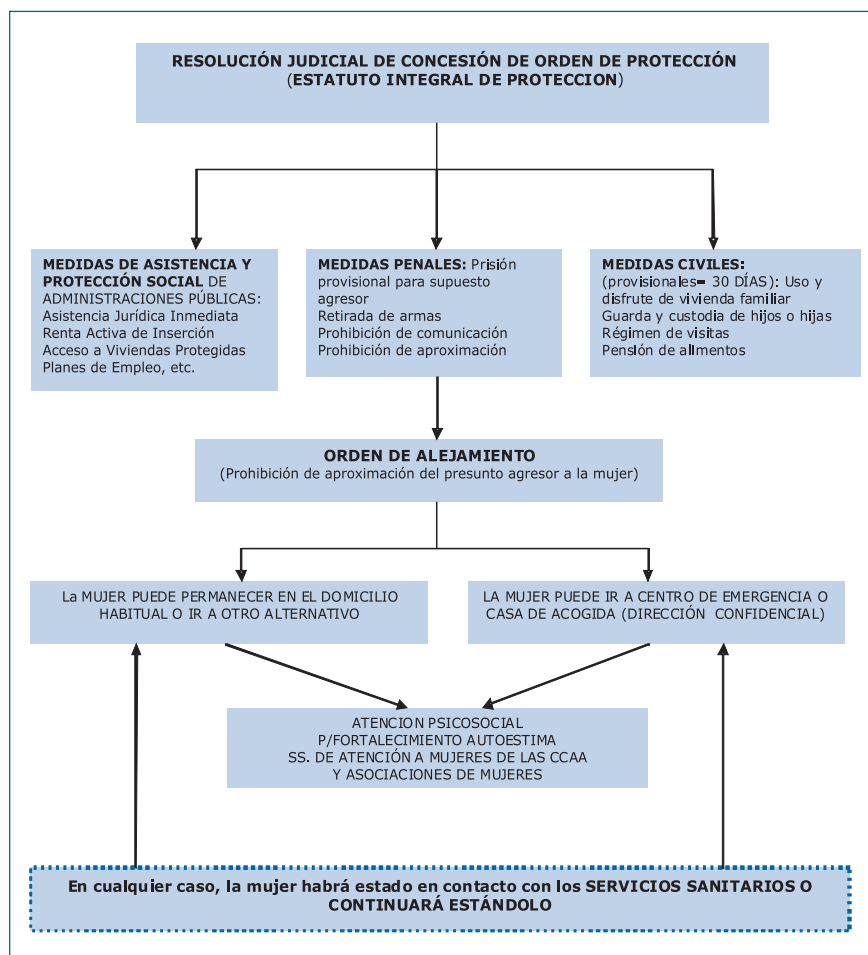 RESOLUCIÓN JUDICIAL DE CONCESIÓN DE ORDEN DE PROTECCIÓN
(ESTATUTO INTEGRAL DE PROTECCION)
MEDIDAS DE ASISTENCIA Y
PROTECCIÓN SOCIAL DE
ADMINISTRACIONES PÚBLICAS:
Asistencia Jurídica Inmediata
Renta Activa de Inserción
Acceso a Viviendas Protegidas
Planes de Empleo, etc.
MEDIDAS PENALES: Prisión
provisional para supuesto
agresor
Retirada de armas
Prohibición de comunicación
Prohibición de aproximación
MEDIDAS CIVILES:
(provisionales= 30 DÍAS): Uso y
disfrute de vivienda familiar
Guarda y custodia de hijos o hijas
Régimen de visitas
Pensión de alimentos
ORDEN DE ALEJAMIENTO
(Prohibición de aproximación del presunto agresor a la mujer)
La MUJER PUEDE PERMANECER EN EL DOMICILIO
HABITUAL O IR A OTRO ALTERNATIVO
LA MUJER PUEDE IR A CENTRO DE EMERGENCIA O
CASA DE ACOGIDA (DIRECCIÓN CONFIDENCIAL)
ATENCION PSICOSOCIAL
P/FORTALECIMIENTO AUTOESTIMA
SS. DE ATENCIÓN A MUJERES DE LAS CCAA
Y ASOCIACIONES DE MUJERES
En cualquier caso, la mujer habrá estado en contacto con los SERVICIOS SANITARIOS O
CONTINUARÁ ESTÁNDOLO